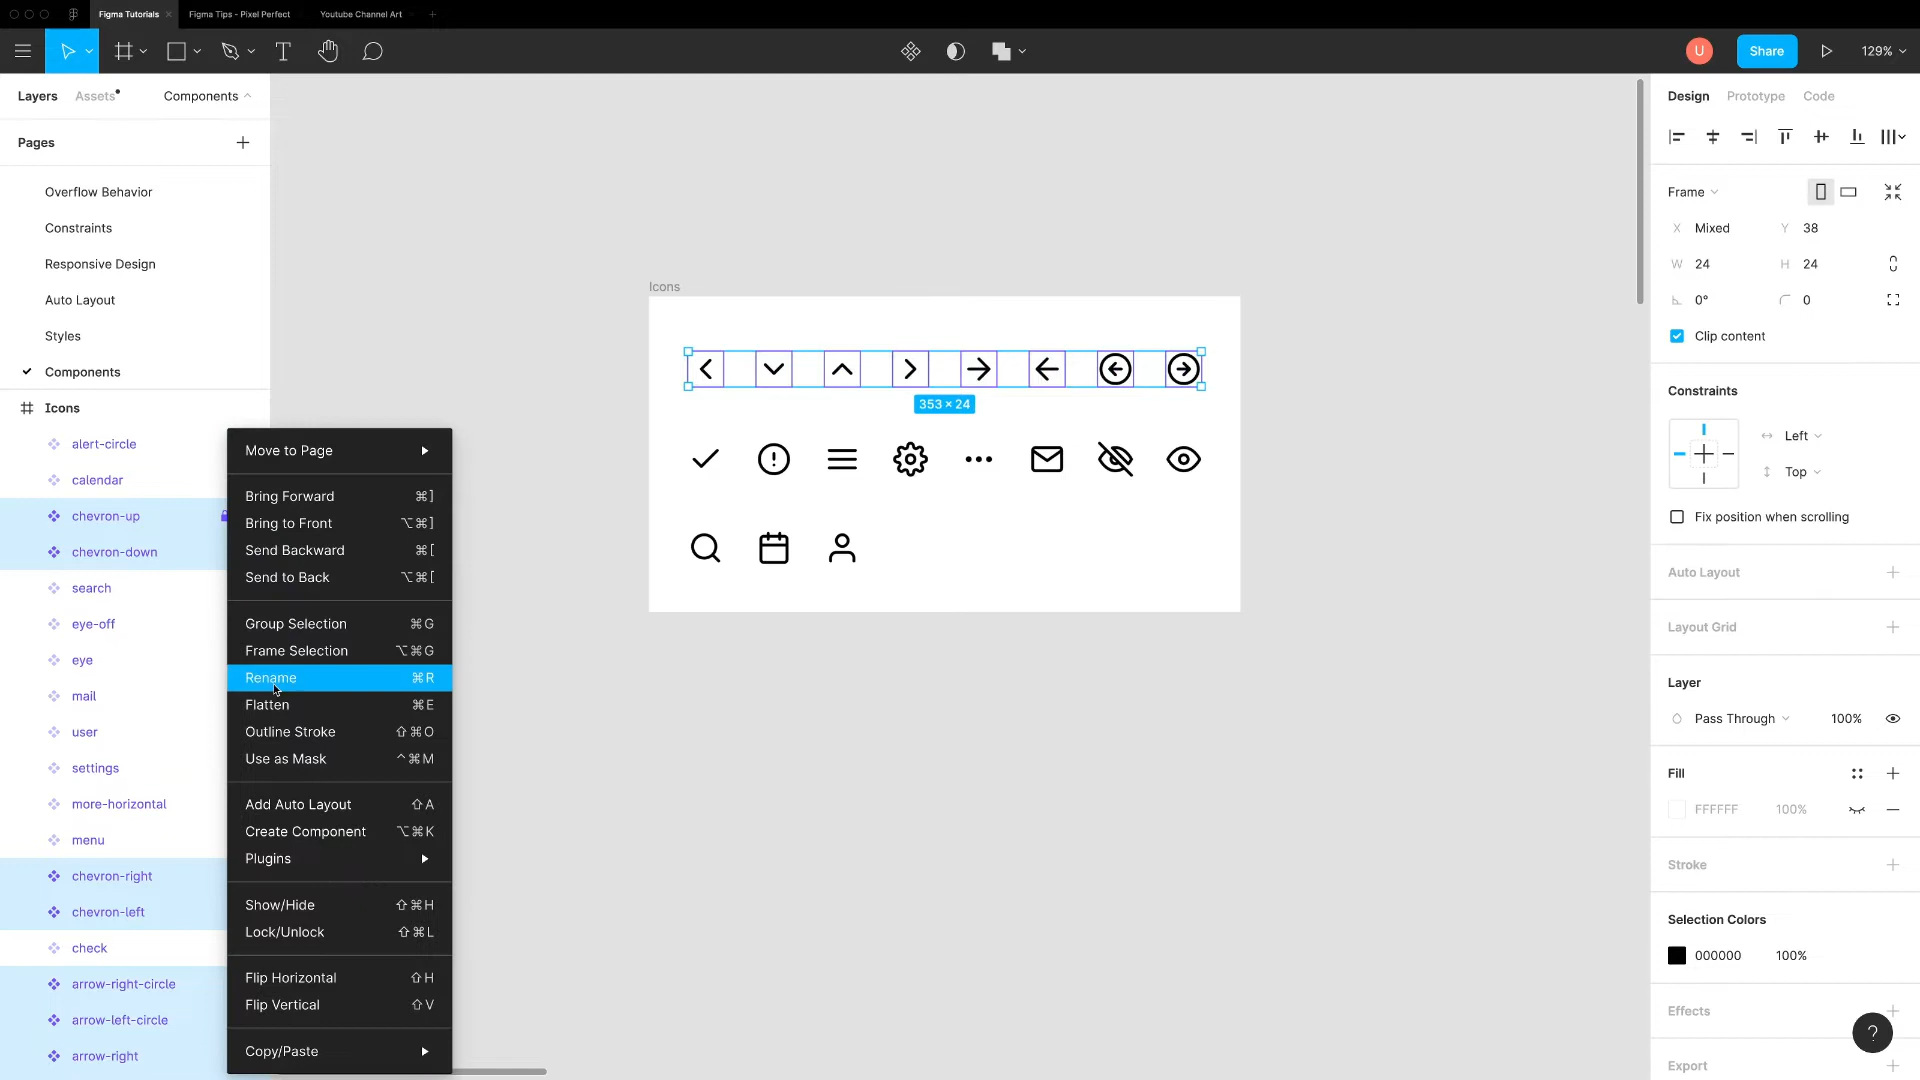 Figma Tutorials
Figma Tips - Pixel Perfect
Youtube Channel Art
U
Share
129%
Layers
Assets
Components
Pages
Overflow Behavior
Constraints
Responsive Design
Auto Layout
Styles
Components
Icons
alert-circle
calendar
chevron-up
chevron-down
search
eye-off
eye
mail
user
settings
more-horizontal
menu
chevron-right
chevron-left
check
arrow-right-circle
arrow-left-circle
arrow-right
Move to Page
Bring Forward ⌘]
Bring to Front ⌥⌘]
Send Backward ⌘[
Send to Back ⌥⌘[
Group Selection ⌘G
Frame Selection ⌥⌘G
Rename ⌘R
Flatten ⌘E
Outline Stroke ⇧⌘O
Use as Mask ^⌘M
Add Auto Layout ⇧A
Create Component ⌥⌘K
Plugins
Show/Hide ⇧⌘H
Lock/Unlock ⇧⌘L
Flip Horizontal ⇧H
Flip Vertical ⇧V
Copy/Paste
Icons
353 × 24
Design
Prototype
Code
Frame
X Mixed Y 38
W 24 H 24
0° 0
Clip content
Constraints
Left
Top
Fix position when scrolling
Auto Layout
Layout Grid
Layer
Pass Through 100%
Fill
FFFFFF 100%
Stroke
Selection Colors
000000 100%
Effects
?
Export